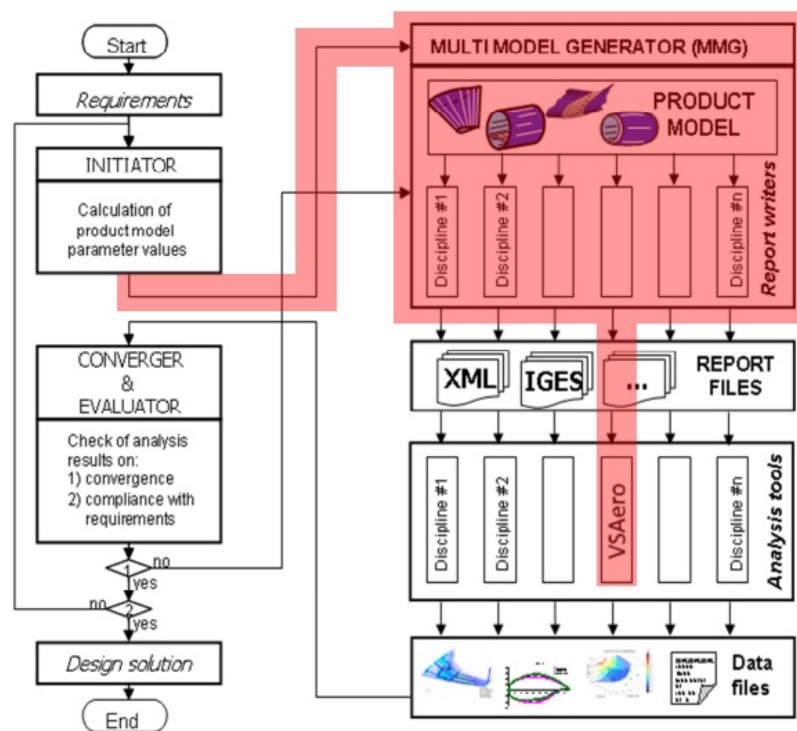 Start
Requirements
INITIATOR
Calculation of
product model
parameter values
CONVERGER
&
EVALUATOR
Check of analysis
results on:
1) convergence
2) compliance with
requirements
1
no
yes
no
2
yes
Design solution
End
MULTI MODEL GENERATOR (MMG)
PRODUCT
MODEL
Discipline #1
Discipline #2
Discipline #n
Report writers
XML
IGES
...
REPORT
FILES
Discipline #1
Discipline #2
VSAero
Discipline #n
Analysis tools
Data
files